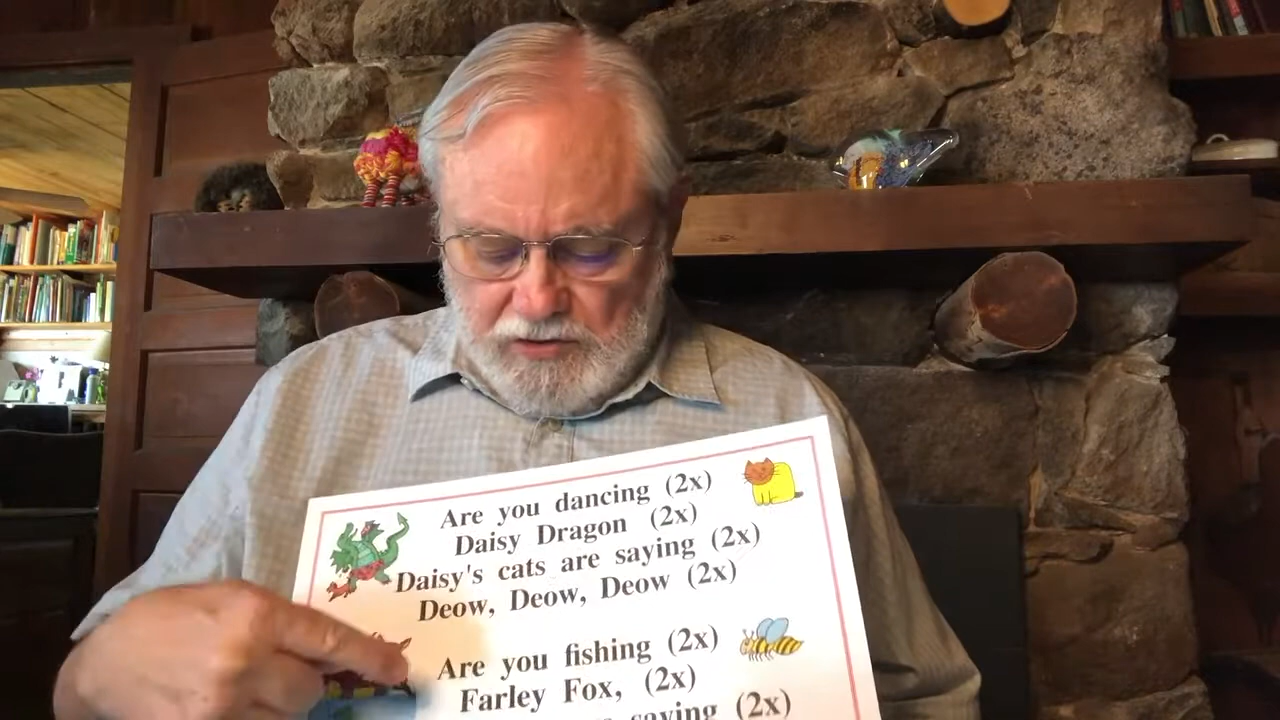 Are you dancing (2x)
Daisy Dragon (2x)
Daisy's cats are saying (2x)
Deow, Deow, Deow (2x)
Are you fishing (2x)
Farley Fox, (2x)
saying (2x)